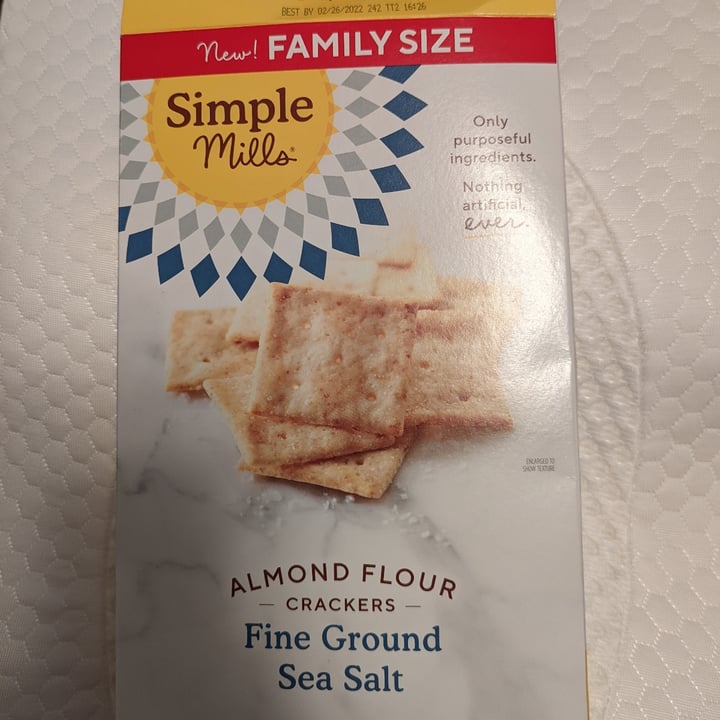 BEST BY 02/26/2022 242 TT2 16:26
New! FAMILY SIZE
Simple
Mills®
Only
purposeful
ingredients.
Nothing
artificial,
ever.
ENLARGED TO
SHOW TEXTURE
ALMOND FLOUR
CRACKERS
Fine Ground
Sea Salt